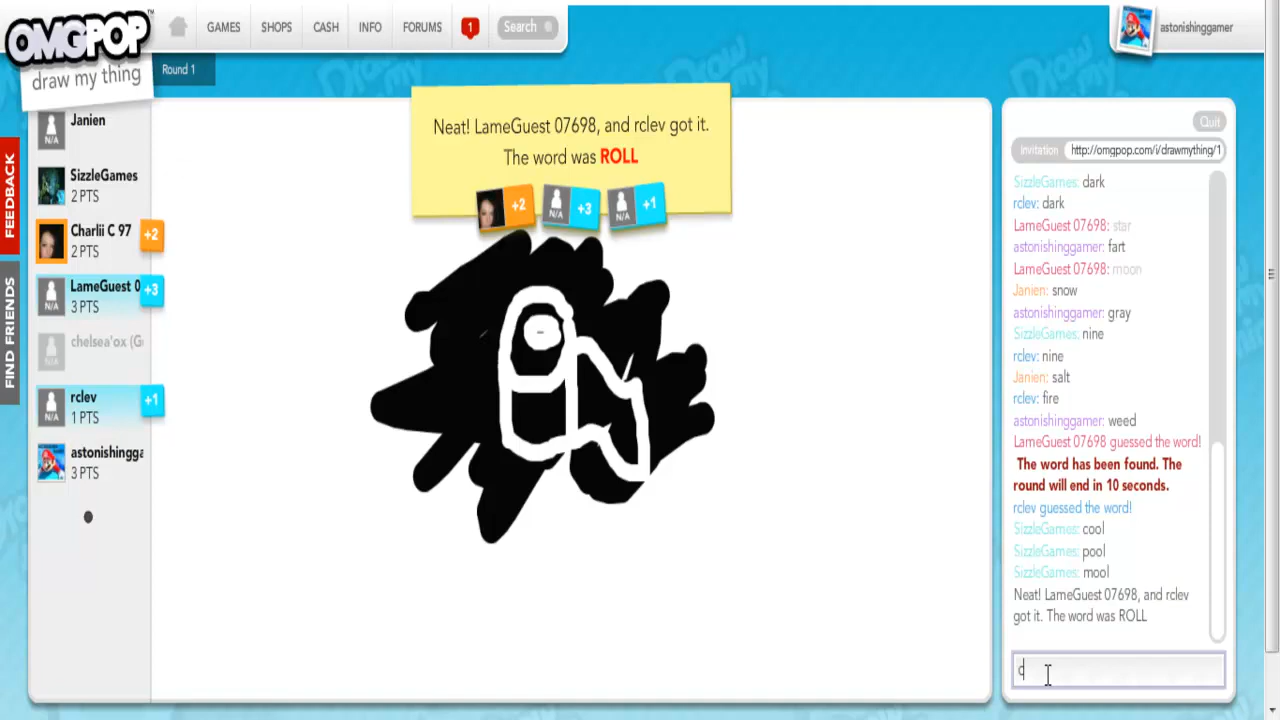 OMGPOP™
draw my thing
GAMES
SHOPS
CASH
INFO
FORUMS
1
Search
astonishinggamer
Round 1
FEEDBACK
FIND FRIENDS
Janien
N/A
SizzleGames
2 PTS
Charlii C 97
+2
2 PTS
LameGuest 0
+3
N/A
3 PTS
chelsea'ox (G
N/A
rclev
+1
N/A
1 PTS
astonishingga
3 PTS
Neat! LameGuest 07698, and rclev got it.
The word was ROLL
+2
N/A +3
N/A +1
Quit
Invitation http://omgpop.com/i/drawmything/1
SizzleGames: dark
rclev: dark
LameGuest 07698: star
astonishinggamer: fart
LameGuest 07698: moon
Janien: snow
astonishinggamer: gray
SizzleGames: nine
rclev: nine
Janien: salt
rclev: fire
astonishinggamer: weed
LameGuest 07698 guessed the word!
The word has been found. The
round will end in 10 seconds.
rclev guessed the word!
SizzleGames: cool
SizzleGames: pool
SizzleGames: mool
Neat! LameGuest 07698, and rclev
got it. The word was ROLL